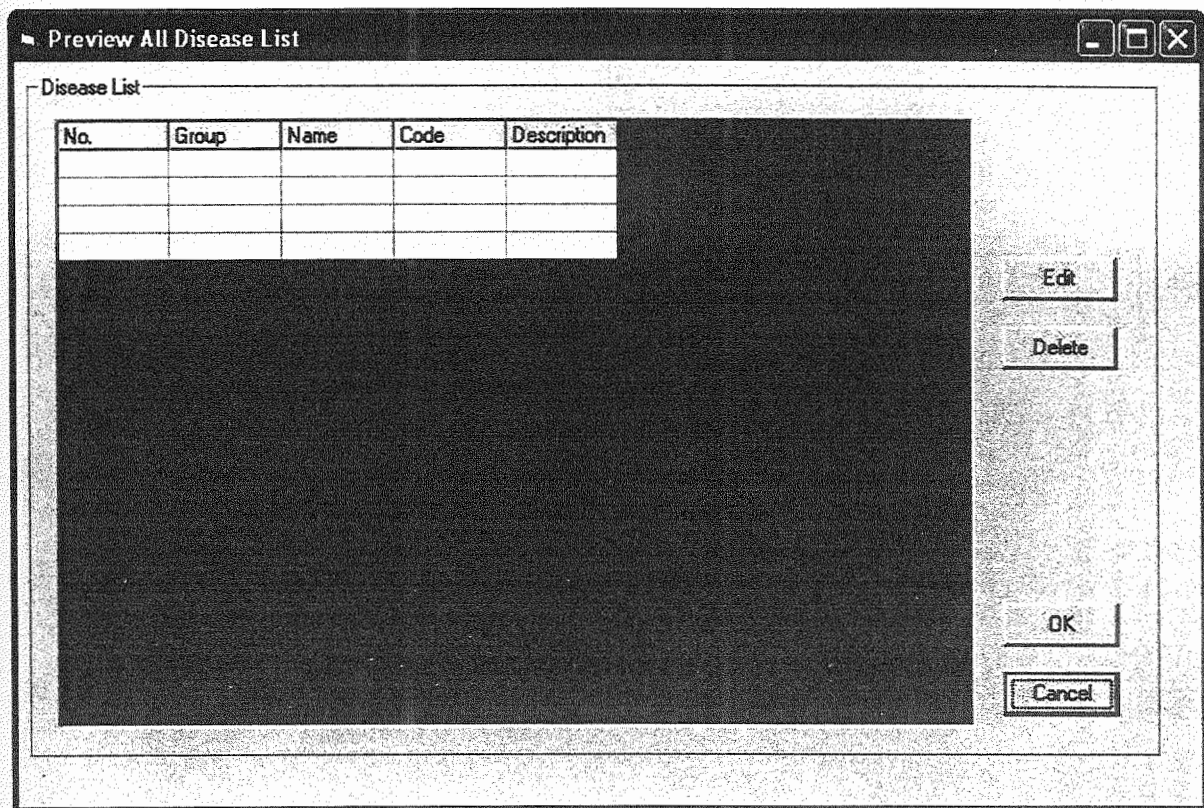 Preview All Disease List
Disease List
No. Group Name Code Description
Edit
Delete
OK
Cancel